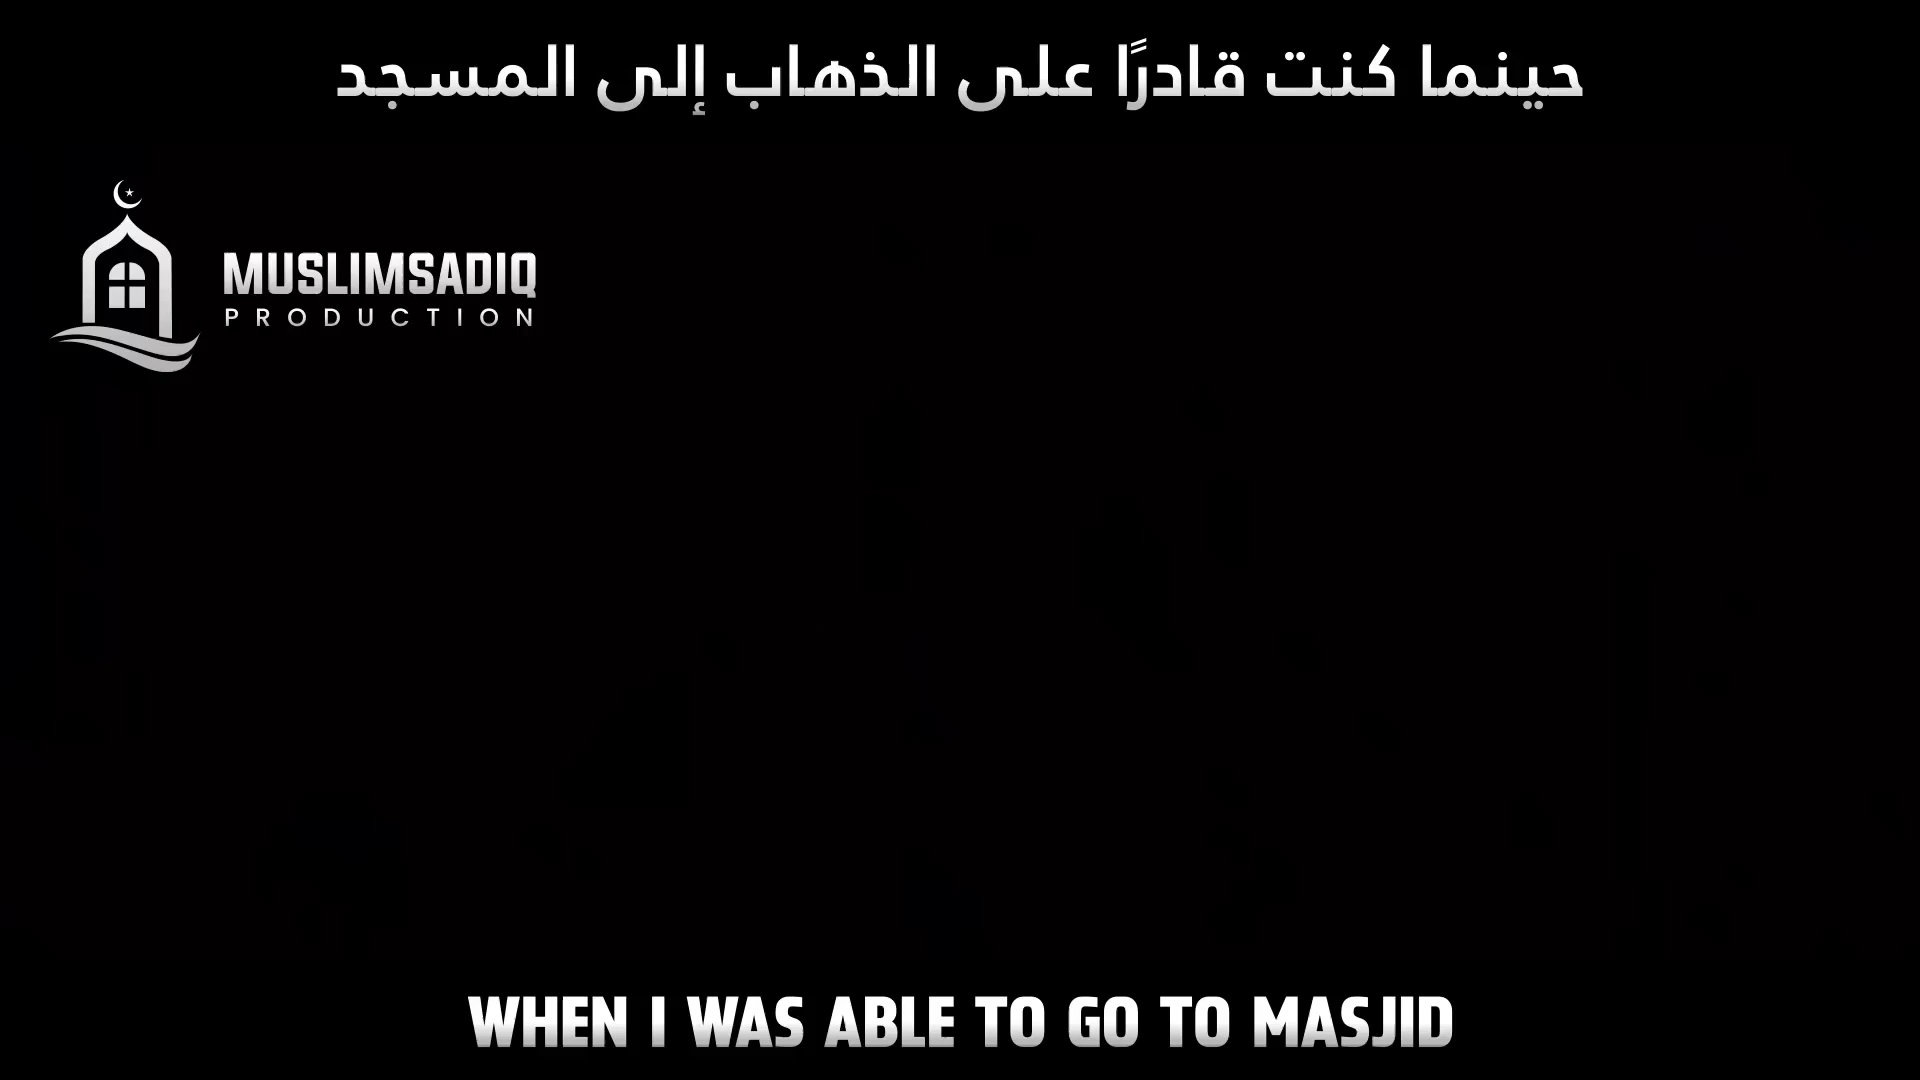 حينما كنت قادرًا على الذهاب إلى المسجد
MUSLIMSADIQ
PRODUCTION
WHEN I WAS ABLE TO GO TO MASJID